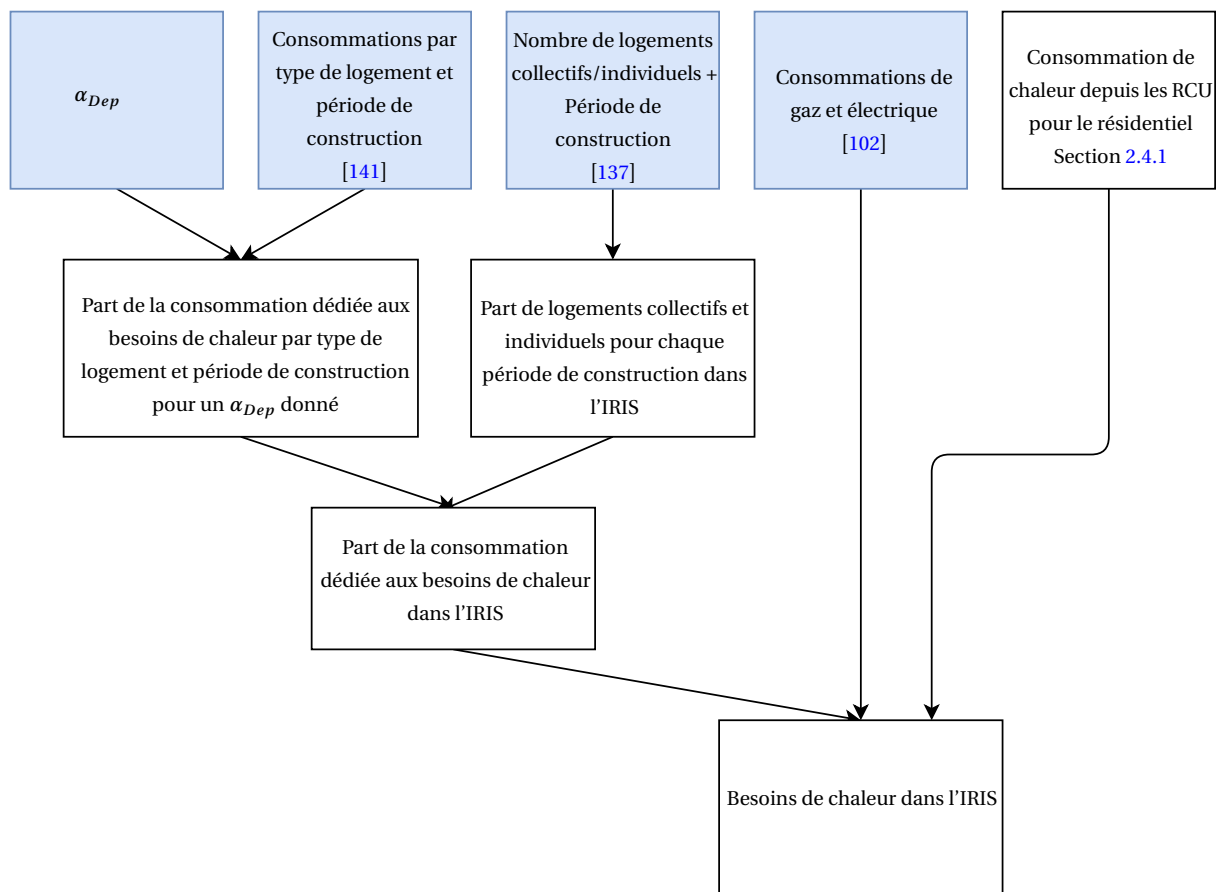 α_Dep
Consommations par
type de logement et
période de
construction
[141]
Nombre de logements
collectifs/individuels +
Période de
construction
[137]
Consommations de
gaz et électrique
[102]
Consommation de
chaleur depuis les RCU
pour le résidentiel
Section 2.4.1
Part de la consommation dédiée aux
besoins de chaleur par type de
logement et période de construction
pour un α_Dep donné
Part de logements collectifs et
individuels pour chaque
période de construction dans
l'IRIS
Part de la consommation
dédiée aux besoins de chaleur
dans l'IRIS
Besoins de chaleur dans l'IRIS